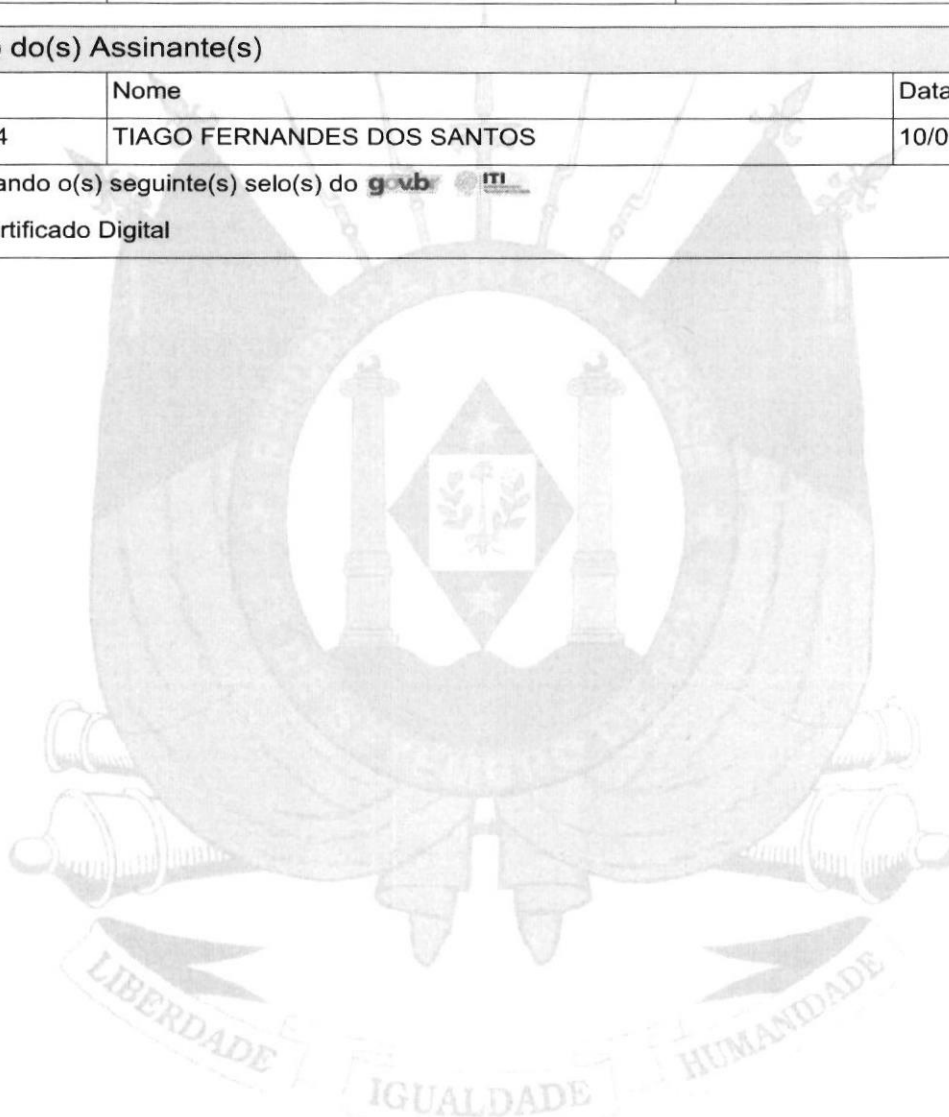 do(s) Assinante(s)
Nome
Data
4
TIAGO FERNANDES DOS SANTOS
10/0
ando o(s) seguinte(s) selo(s) do gov.br ITI
rtificado Digital
LIBERDADE
IGUALDADE
HUMANIDADE